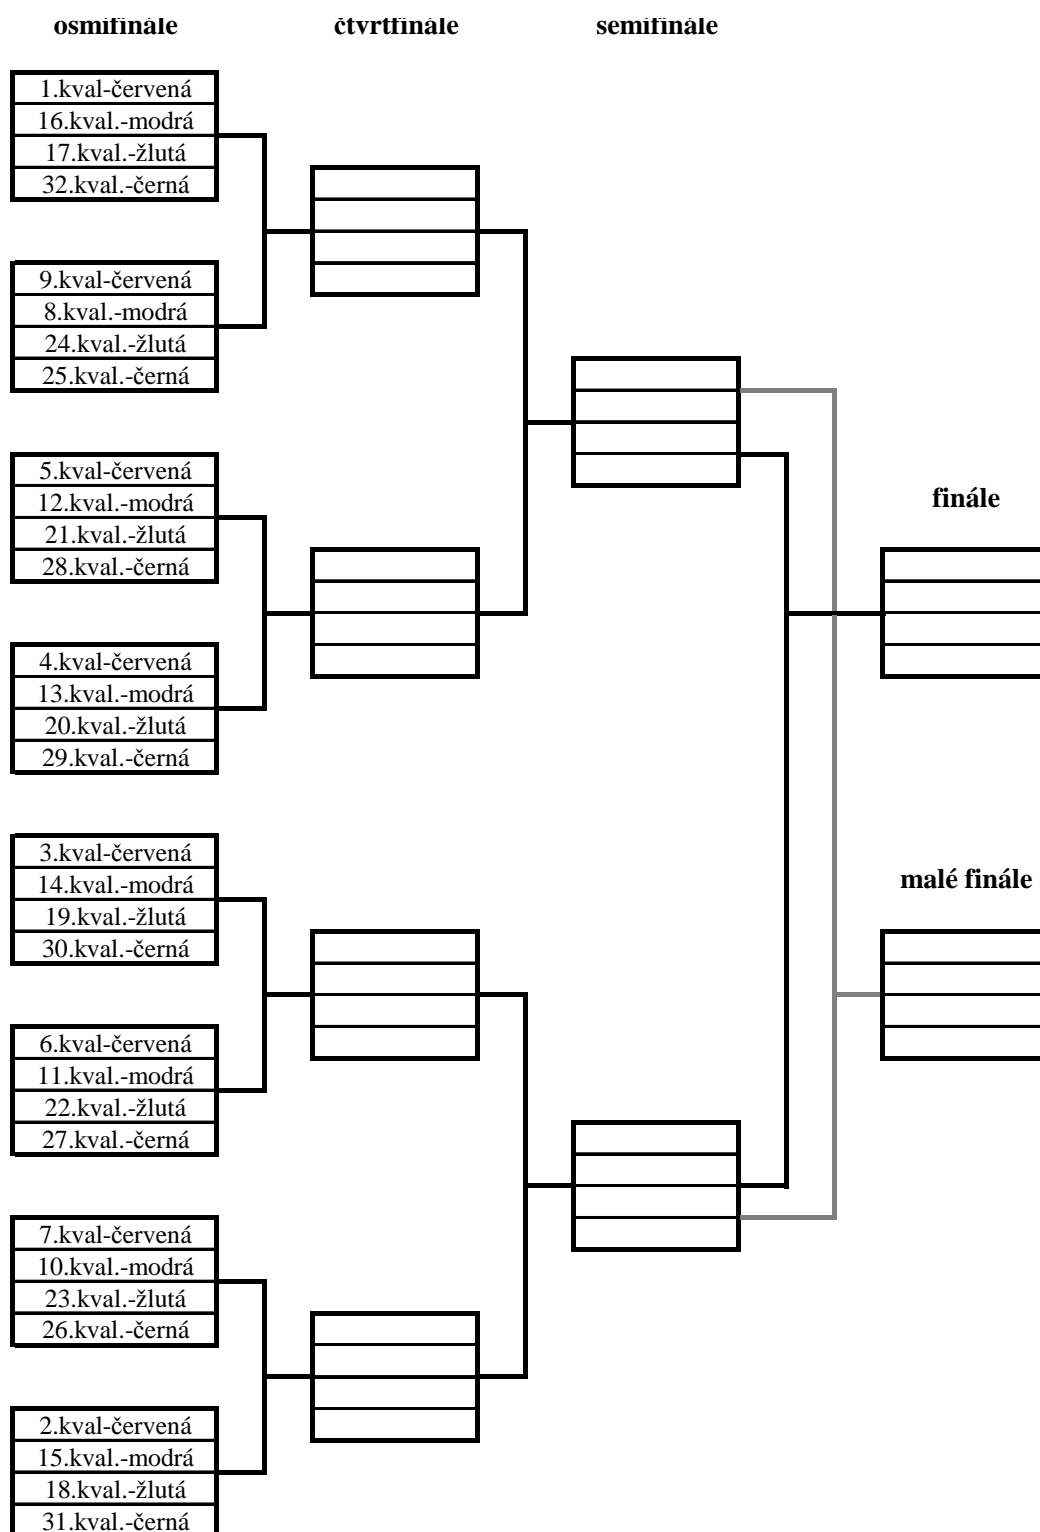 osmifinále
čtvrtfinále
semifinále
1.kval-červená
16.kval.-modrá
17.kval.-žlutá
32.kval.-černá
9.kval-červená
8.kval.-modrá
24.kval.-žlutá
25.kval.-černá
5.kval-červená
12.kval.-modrá
21.kval.-žlutá
28.kval.-černá
4.kval-červená
13.kval.-modrá
20.kval.-žlutá
29.kval.-černá
3.kval-červená
14.kval.-modrá
19.kval.-žlutá
30.kval.-černá
6.kval-červená
11.kval.-modrá
22.kval.-žlutá
27.kval.-černá
7.kval-červená
10.kval.-modrá
23.kval.-žlutá
26.kval.-černá
2.kval-červená
15.kval.-modrá
18.kval.-žlutá
31.kval.-černá
finále
malé finále